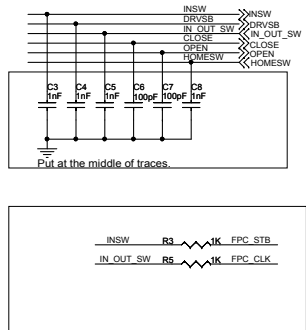 INSW INSW
DRVSB DRVSB
IN_OUT_SW IN_OUT_SW
CLOSE CLOSE
OPEN OPEN
HOMESW HOMESW
C3 C4 C5 C6 C7 C8
1nF 1nF 1nF 100pF 100pF 1nF
Put at the middle of traces.
INSW R3 1K FPC_STB
IN_OUT_SW R5 1K FPC_CLK